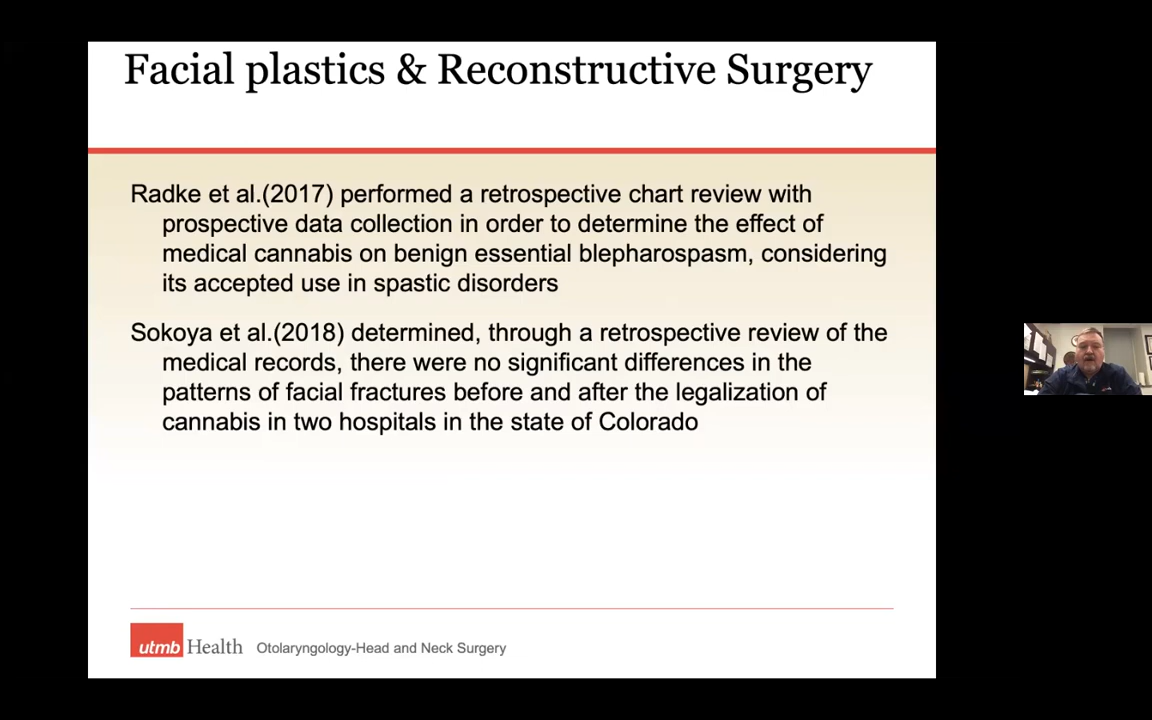 Facial plastics & Reconstructive Surgery
Radke et al.(2017) performed a retrospective chart review with
prospective data collection in order to determine the effect of
medical cannabis on benign essential blepharospasm, considering
its accepted use in spastic disorders
Sokoya et al.(2018) determined, through a retrospective review of the
medical records, there were no significant differences in the
patterns of facial fractures before and after the legalization of
cannabis in two hospitals in the state of Colorado
utmb Health Otolaryngology-Head and Neck Surgery